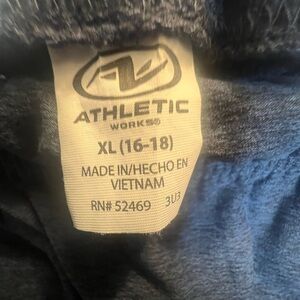 ATHLETIC
WORKS®
XL (16-18)
MADE IN/HECHO EN
VIETNAM
RN# 52469 3U3